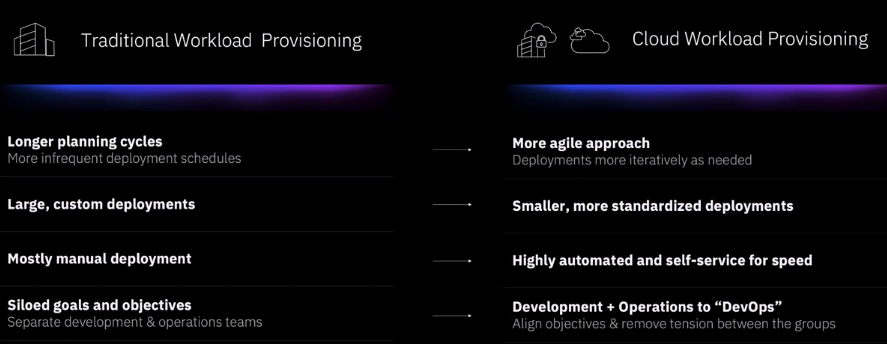 Traditional Workload Provisioning
Cloud Workload Provisioning
Longer planning cycles
More infrequent deployment schedules
More agile approach
Deployments more iteratively as needed
Large, custom deployments
Smaller, more standardized deployments
Mostly manual deployment
Highly automated and self-service for speed
Siloed goals and objectives
Separate development & operations teams
Development + Operations to “DevOps”
Align objectives & remove tension between the groups